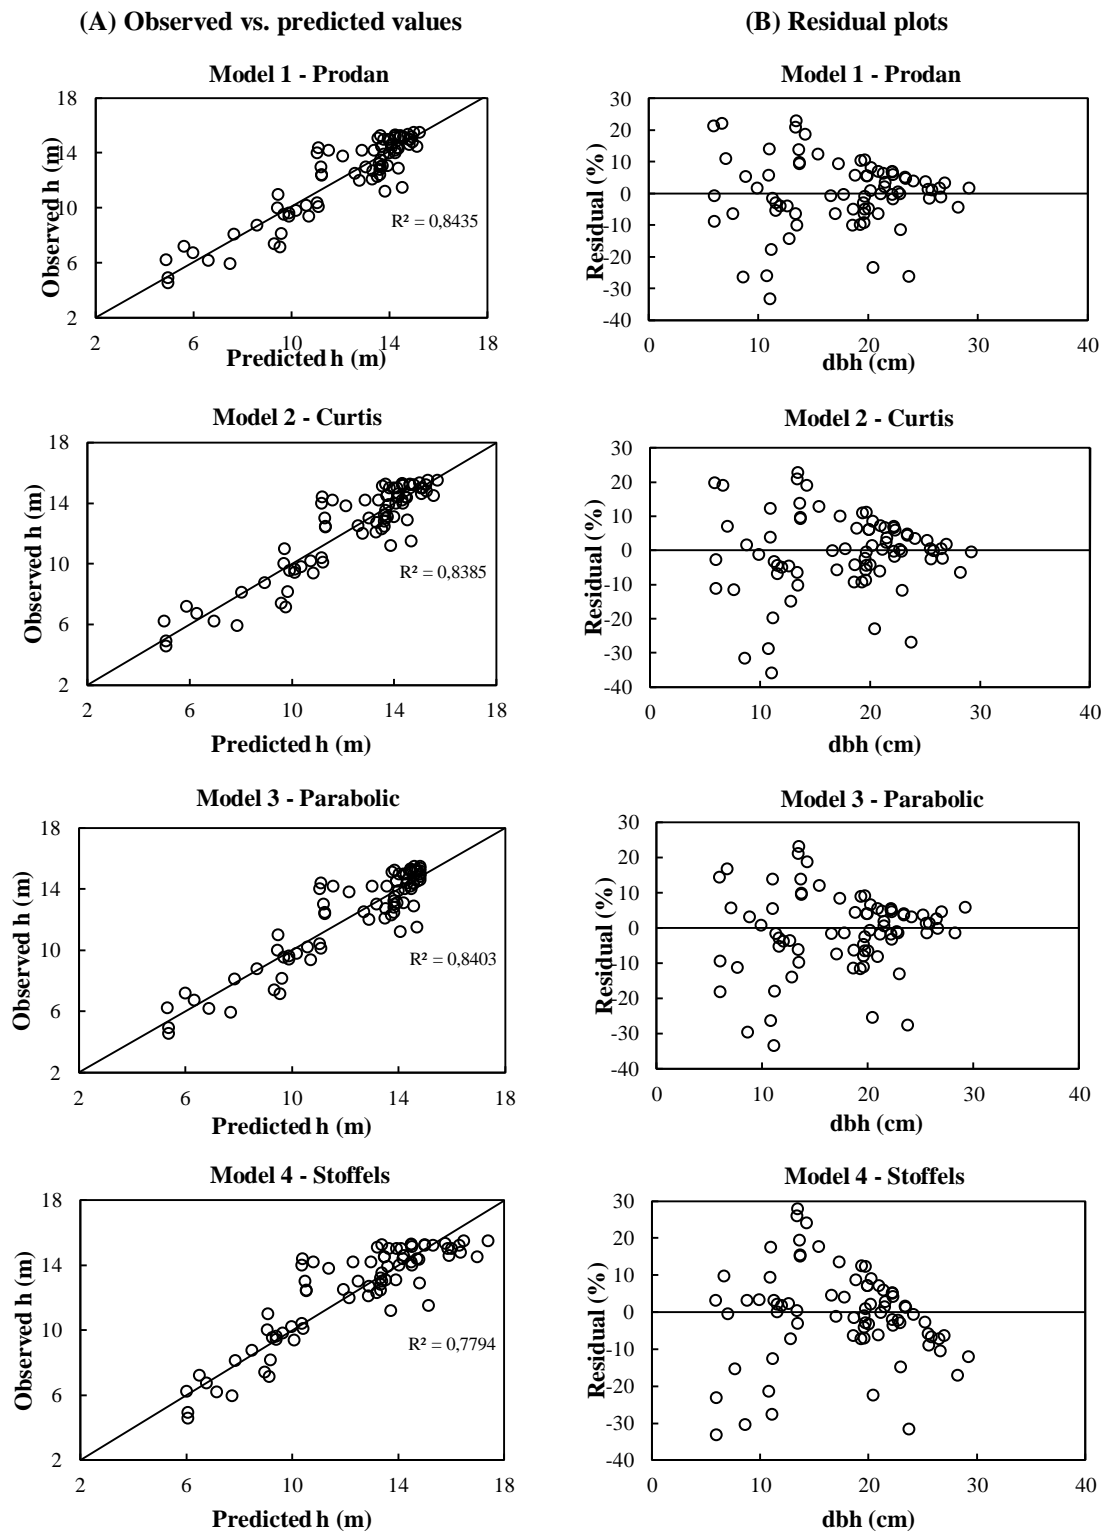 (A) Observed vs. predicted values
(B) Residual plots
Model 1 - Prodan
18
14
10
6
2
Observed h (m)
R² = 0,8435
2 6 10 14 18
Predicted h (m)
Model 1 - Prodan
30
20
10
0
-10
-20
-30
-40
Residual (%)
0 10 20 30 40
dbh (cm)
Model 2 - Curtis
18
14
10
6
2
Observed h (m)
R² = 0,8385
2 6 10 14 18
Predicted h (m)
Model 2 - Curtis
30
20
10
0
-10
-20
-30
-40
Residual (%)
0 10 20 30 40
dbh (cm)
Model 3 - Parabolic
18
14
10
6
2
Observed h (m)
R² = 0,8403
2 6 10 14 18
Predicted h (m)
Model 3 - Parabolic
30
20
10
0
-10
-20
-30
-40
Residual (%)
0 10 20 30 40
dbh (cm)
Model 4 - Stoffels
18
14
10
6
2
Observed h (m)
R² = 0,7794
2 6 10 14 18
Predicted h (m)
Model 4 - Stoffels
30
20
10
0
-10
-20
-30
-40
Residual (%)
0 10 20 30 40
dbh (cm)